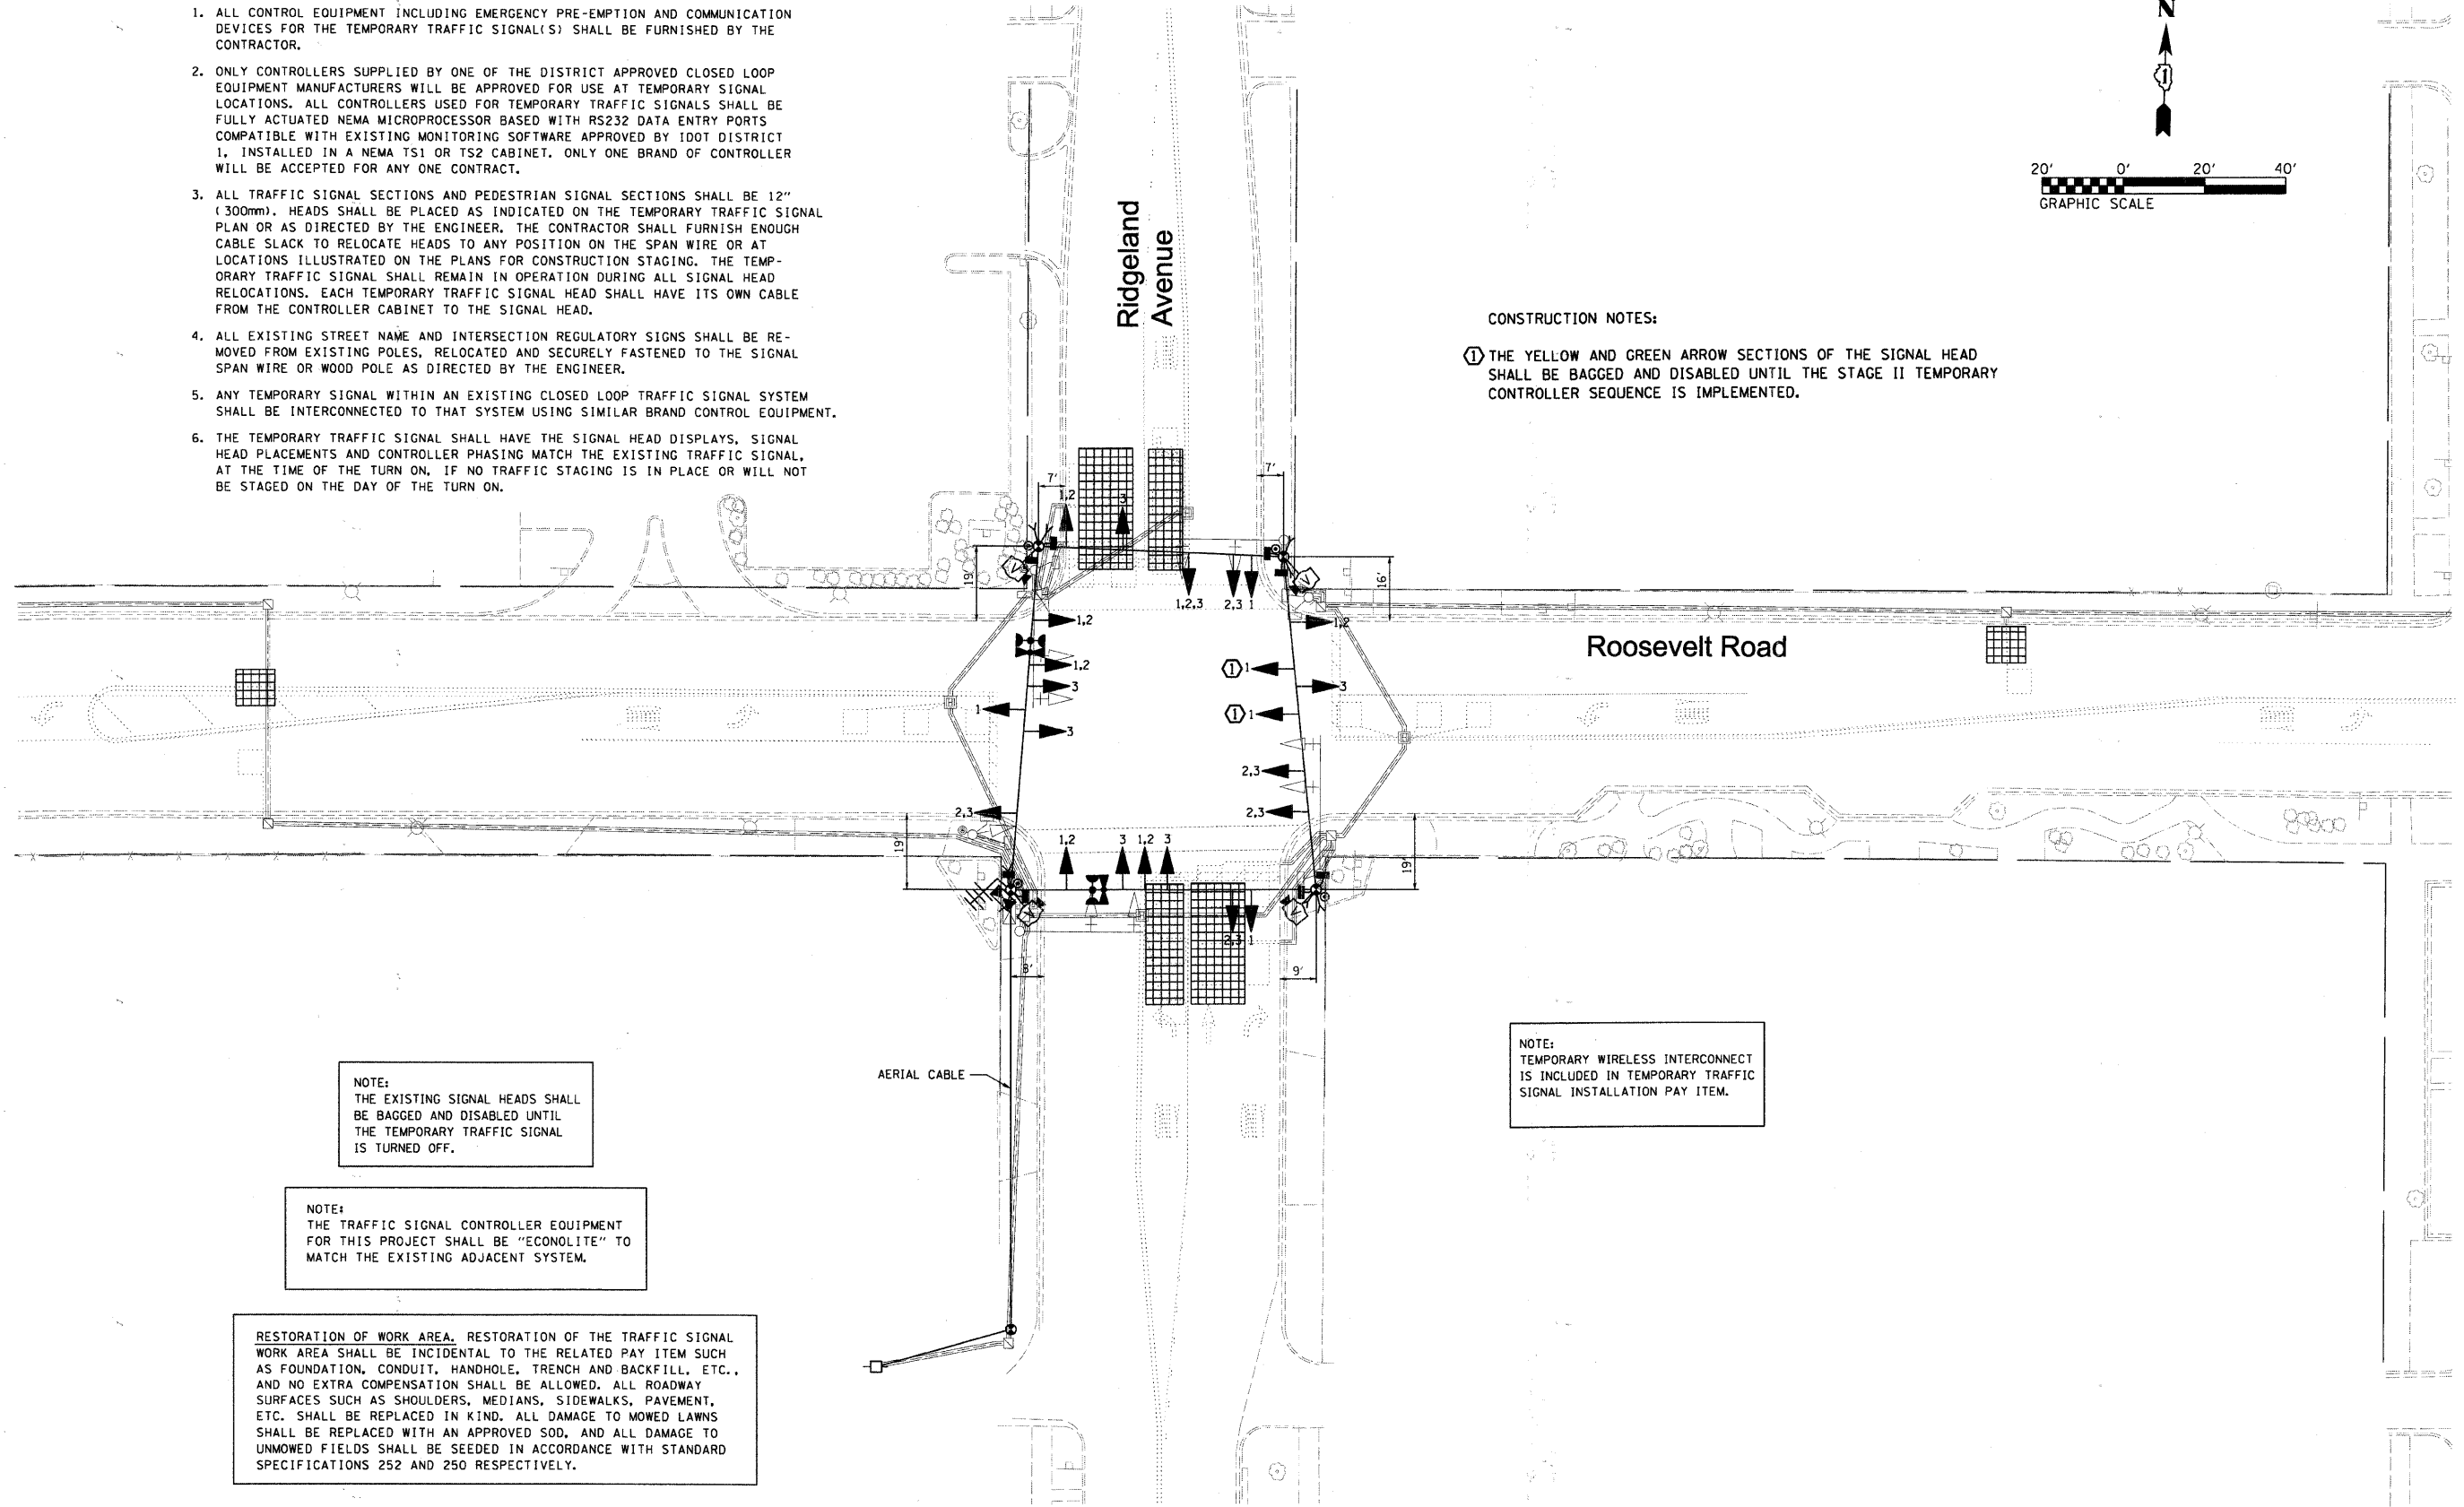 1. ALL CONTROL EQUIPMENT INCLUDING EMERGENCY PRE-EMPTION AND COMMUNICATION
DEVICES FOR THE TEMPORARY TRAFFIC SIGNAL(S) SHALL BE FURNISHED BY THE
CONTRACTOR.
2. ONLY CONTROLLERS SUPPLIED BY ONE OF THE DISTRICT APPROVED CLOSED LOOP
EQUIPMENT MANUFACTURERS WILL BE APPROVED FOR USE AT TEMPORARY SIGNAL
LOCATIONS. ALL CONTROLLERS USED FOR TEMPORARY TRAFFIC SIGNALS SHALL BE
FULLY ACTUATED NEMA MICROPROCESSOR BASED WITH RS232 DATA ENTRY PORTS
COMPATIBLE WITH EXISTING MONITORING SOFTWARE APPROVED BY IDOT DISTRICT
1, INSTALLED IN A NEMA TS1 OR TS2 CABINET. ONLY ONE BRAND OF CONTROLLER
WILL BE ACCEPTED FOR ANY ONE CONTRACT.
3. ALL TRAFFIC SIGNAL SECTIONS AND PEDESTRIAN SIGNAL SECTIONS SHALL BE 12"
(300mm). HEADS SHALL BE PLACED AS INDICATED ON THE TEMPORARY TRAFFIC SIGNAL
PLAN OR AS DIRECTED BY THE ENGINEER. THE CONTRACTOR SHALL FURNISH ENOUGH
CABLE SLACK TO RELOCATE HEADS TO ANY POSITION ON THE SPAN WIRE OR AT
LOCATIONS ILLUSTRATED ON THE PLANS FOR CONSTRUCTION STAGING. THE TEMP-
ORARY TRAFFIC SIGNAL SHALL REMAIN IN OPERATION DURING ALL SIGNAL HEAD
RELOCATIONS. EACH TEMPORARY TRAFFIC SIGNAL HEAD SHALL HAVE ITS OWN CABLE
FROM THE CONTROLLER CABINET TO THE SIGNAL HEAD.
4. ALL EXISTING STREET NAME AND INTERSECTION REGULATORY SIGNS SHALL BE RE-
MOVED FROM EXISTING POLES, RELOCATED AND SECURELY FASTENED TO THE SIGNAL
SPAN WIRE OR WOOD POLE AS DIRECTED BY THE ENGINEER.
5. ANY TEMPORARY SIGNAL WITHIN AN EXISTING CLOSED LOOP TRAFFIC SIGNAL SYSTEM
SHALL BE INTERCONNECTED TO THAT SYSTEM USING SIMILAR BRAND CONTROL EQUIPMENT.
6. THE TEMPORARY TRAFFIC SIGNAL SHALL HAVE THE SIGNAL HEAD DISPLAYS, SIGNAL
HEAD PLACEMENTS AND CONTROLLER PHASING MATCH THE EXISTING TRAFFIC SIGNAL,
AT THE TIME OF THE TURN ON, IF NO TRAFFIC STAGING IS IN PLACE OR WILL NOT
BE STAGED ON THE DAY OF THE TURN ON.
N
1
20' 0' 20' 40'
GRAPHIC SCALE
Ridgeland
Avenue
CONSTRUCTION NOTES:
1 THE YELLOW AND GREEN ARROW SECTIONS OF THE SIGNAL HEAD
SHALL BE BAGGED AND DISABLED UNTIL THE STAGE II TEMPORARY
CONTROLLER SEQUENCE IS IMPLEMENTED.
7' 7'
1,2 3
19' 16'
1,2,3 2,3 1
1,2 1,2
Roosevelt Road
1,2 1 1
3 3
1 1 1
3
2,3
2,3 2,3
19' 1,2 3 1,2 3 19'
2,3 1
8' 9'
AERIAL CABLE
NOTE:
TEMPORARY WIRELESS INTERCONNECT
IS INCLUDED IN TEMPORARY TRAFFIC
SIGNAL INSTALLATION PAY ITEM.
NOTE:
THE EXISTING SIGNAL HEADS SHALL
BE BAGGED AND DISABLED UNTIL
THE TEMPORARY TRAFFIC SIGNAL
IS TURNED OFF.
NOTE:
THE TRAFFIC SIGNAL CONTROLLER EQUIPMENT
FOR THIS PROJECT SHALL BE "ECONOLITE" TO
MATCH THE EXISTING ADJACENT SYSTEM.
RESTORATION OF WORK AREA. RESTORATION OF THE TRAFFIC SIGNAL
WORK AREA SHALL BE INCIDENTAL TO THE RELATED PAY ITEM SUCH
AS FOUNDATION, CONDUIT, HANDHOLE, TRENCH AND BACKFILL, ETC.,
AND NO EXTRA COMPENSATION SHALL BE ALLOWED. ALL ROADWAY
SURFACES SUCH AS SHOULDERS, MEDIANS, SIDEWALKS, PAVEMENT,
ETC. SHALL BE REPLACED IN KIND. ALL DAMAGE TO MOWED LAWNS
SHALL BE REPLACED WITH AN APPROVED SOD, AND ALL DAMAGE TO
UNMOWED FIELDS SHALL BE SEEDED IN ACCORDANCE WITH STANDARD
SPECIFICATIONS 252 AND 250 RESPECTIVELY.